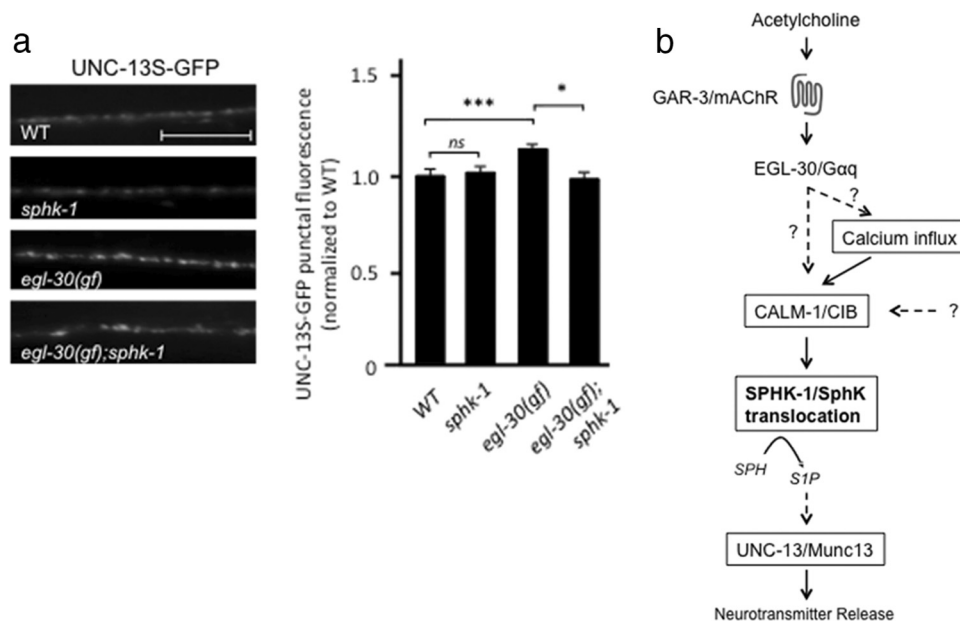 a
UNC-13S-GFP
WT
sphk-1
egl-30(gf)
egl-30(gf);sphk-1
UNC-13S-GFP punctal fluorescence
(normalized to WT)
1.5
1.0
0.5
0
***
*
ns
WT
sphk-1
egl-30(gf)
egl-30(gf);
sphk-1
b
Acetylcholine
GAR-3/mAChR
EGL-30/Gαq
?
?
Calcium influx
CALM-1/CIB
?
SPHK-1/SphK
translocation
SPH
S1P
UNC-13/Munc13
Neurotransmitter Release